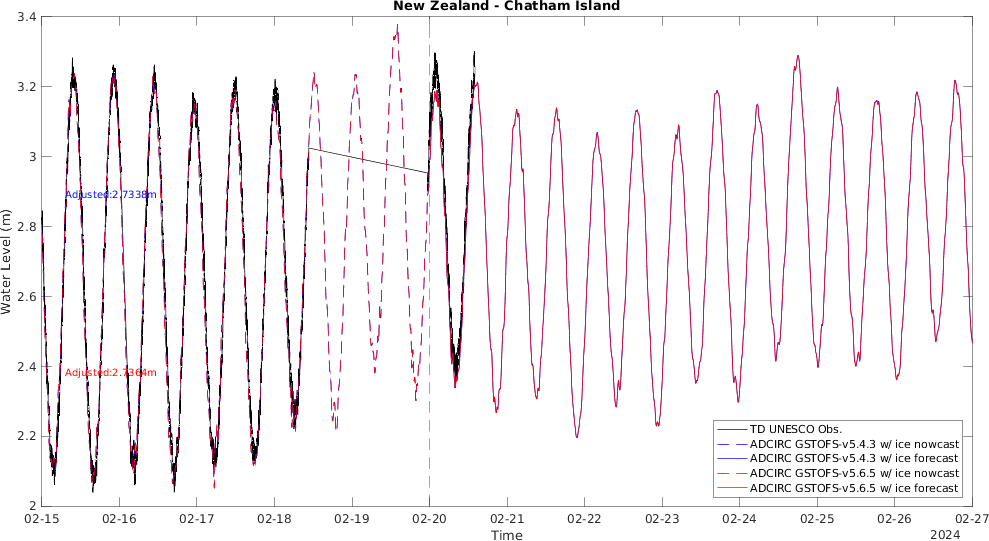 New Zealand - Chatham Island
3.4
3.2
3
2.8
2.6
2.4
2.2
2
Water Level (m)
Adjusted:2.7338m
Adjusted:2.7364m
TD UNESCO Obs.
ADCIRC GSTOFS-v5.4.3 w/ ice nowcast
ADCIRC GSTOFS-v5.4.3 w/ ice forecast
ADCIRC GSTOFS-v5.6.5 w/ ice nowcast
ADCIRC GSTOFS-v5.6.5 w/ ice forecast
02-15 02-16 02-17 02-18 02-19 02-20 02-21 02-22 02-23 02-24 02-25 02-26 02-27
Time
2024